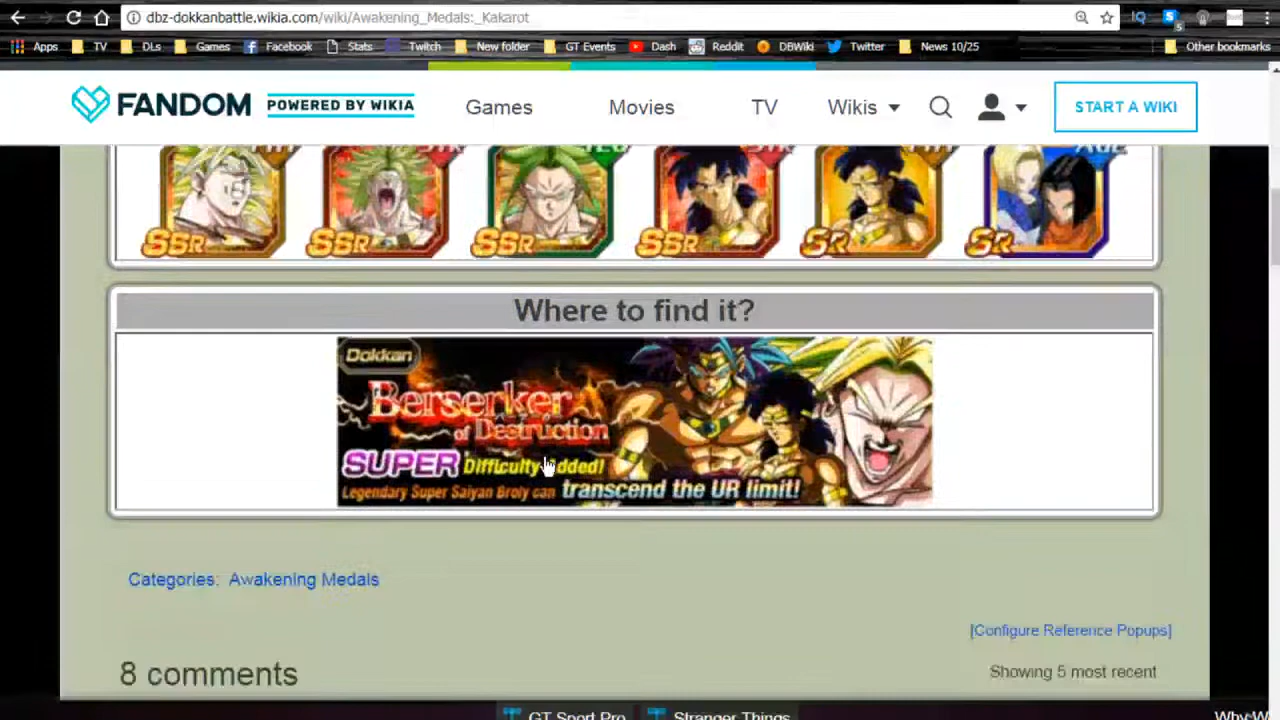 dbz-dokkanbattle.wikia.com/wiki/Awakening_Medals:_Kakarot
Apps TV DLs Games Facebook Stats Twitch New folder GT Events Dash Reddit DBWiki Twitter News 10/25 Other bookmarks
FANDOM POWERED BY WIKIA Games Movies TV Wikis START A WIKI
SSR SSR SSR SSR SR SR
Where to find it?
Dokkan
Berserker
of Destruction
SUPER Difficulty added!
Legendary Super Saiyan Broly can transcend the UR limit!
Categories: Awakening Medals
[Configure Reference Popups]
8 comments Showing 5 most recent
GT Sport Pro Stranger Things